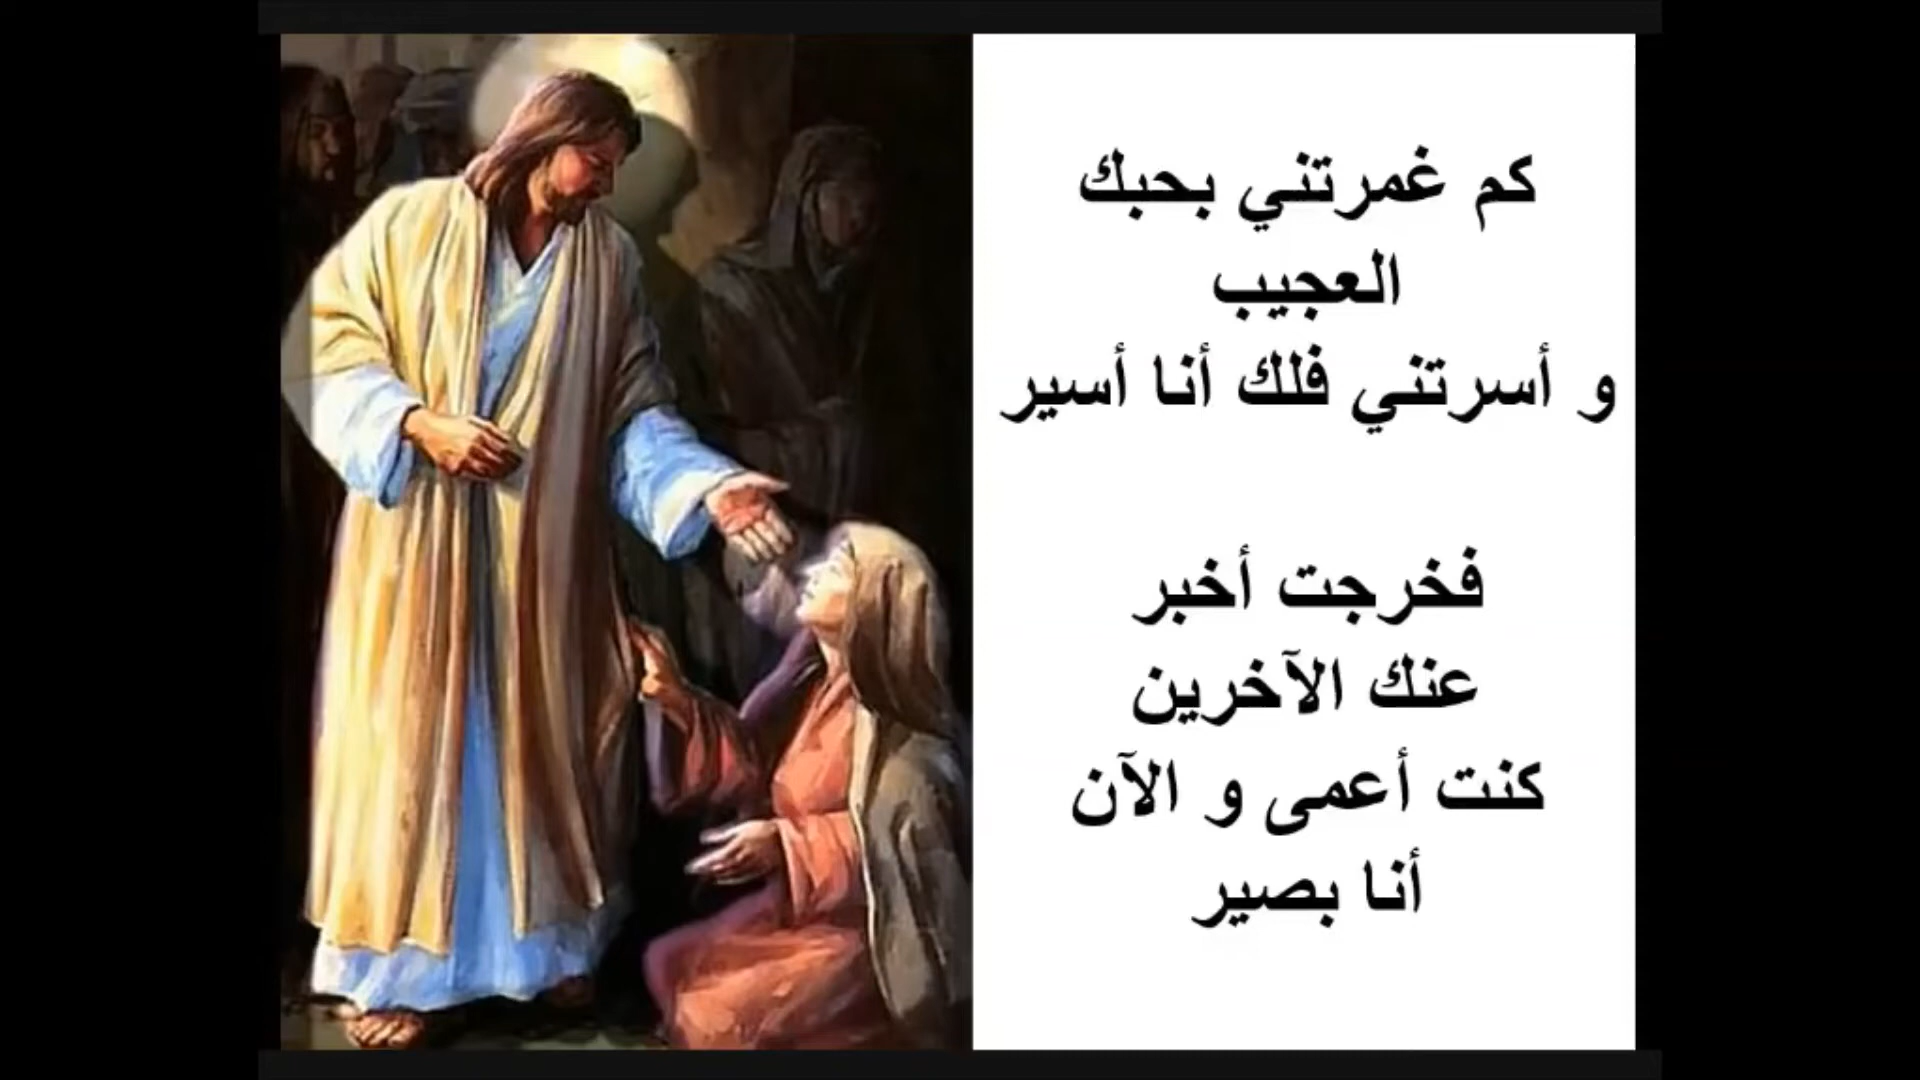 كم غمرتني بحبك
العجيب
و أسرتني فلك أنا أسير
فخرجت أخبر
عنك الآخرين
كنت أعمى و الآن
أنا بصير